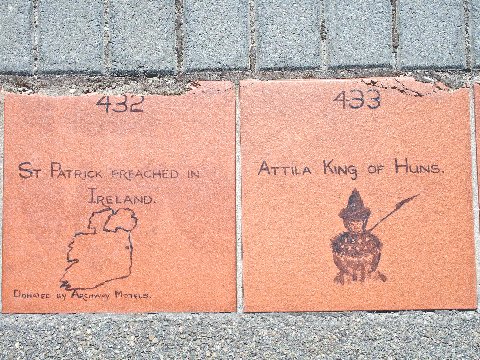 432
St Patrick preached in
Ireland.
Donated by Archway Motels.
433
Attila King of Huns.